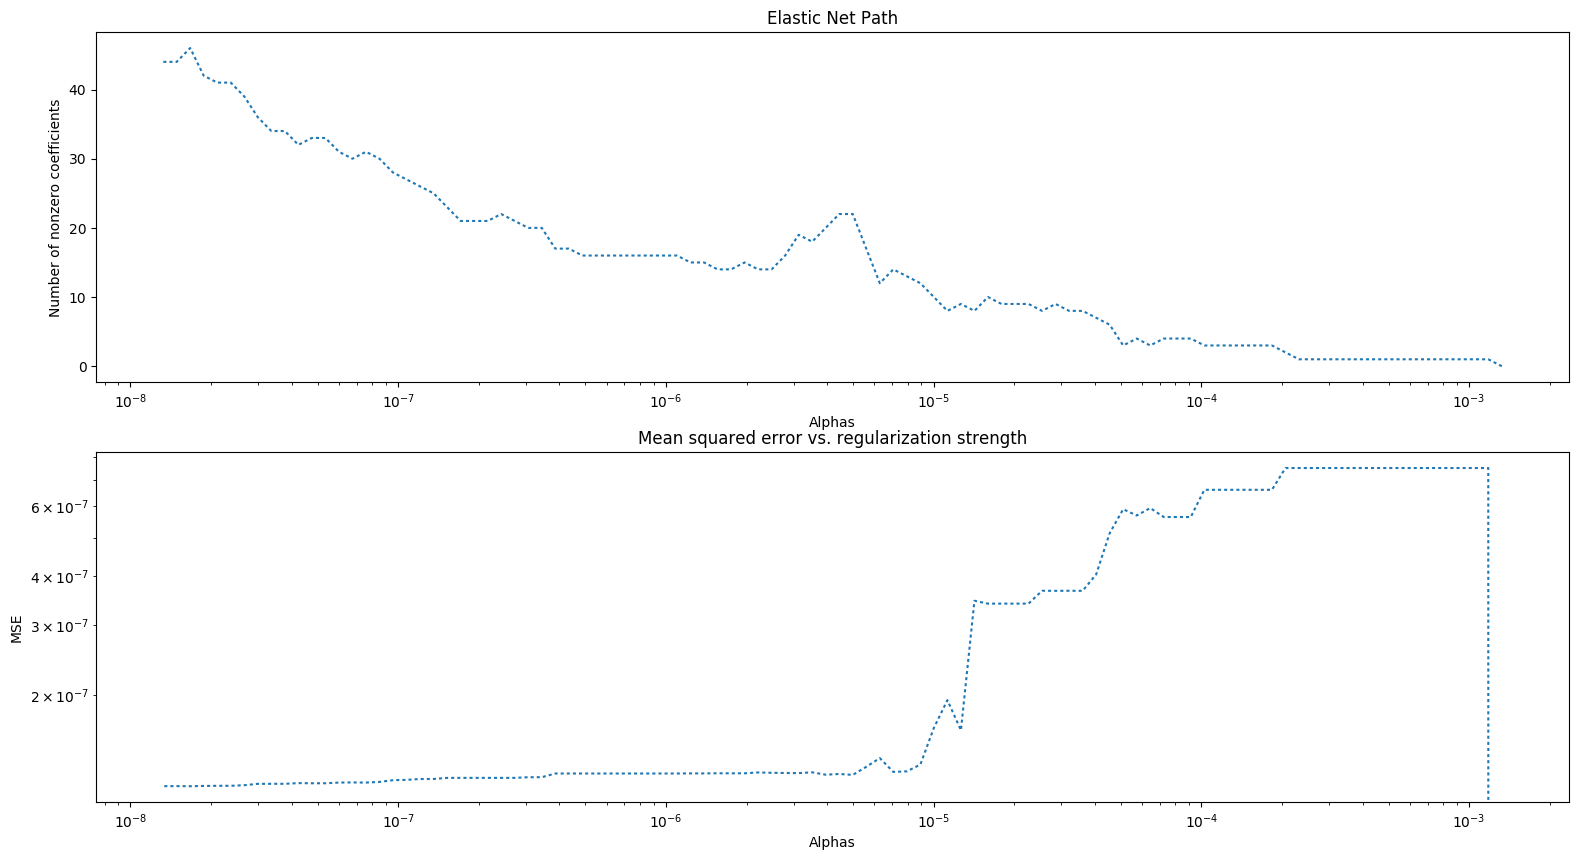 Elastic Net Path
Number of nonzero coefficients
40
30
20
10
0
10⁻⁸ 10⁻⁷ 10⁻⁶ 10⁻⁵ 10⁻⁴ 10⁻³
Alphas
Mean squared error vs. regularization strength
MSE
6 × 10⁻⁷
4 × 10⁻⁷
3 × 10⁻⁷
2 × 10⁻⁷
10⁻⁸ 10⁻⁷ 10⁻⁶ 10⁻⁵ 10⁻⁴ 10⁻³
Alphas